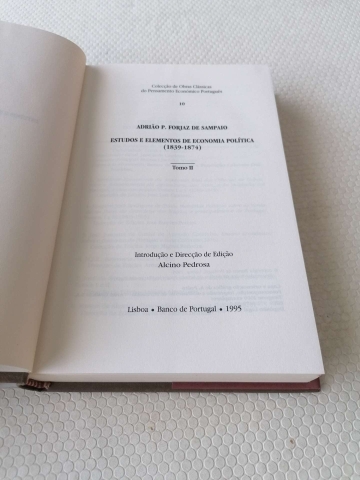 Colecção de Obras Clássicas
do Pensamento Económico Português
10
ADRIÃO P. FORJAZ DE SAMPAIO
ESTUDOS E ELEMENTOS DE ECONOMIA POLÍTICA
(1839-1874)
Tomo II
Introdução e Direcção de Edição
Alcino Pedrosa
Lisboa • Banco de Portugal • 1995